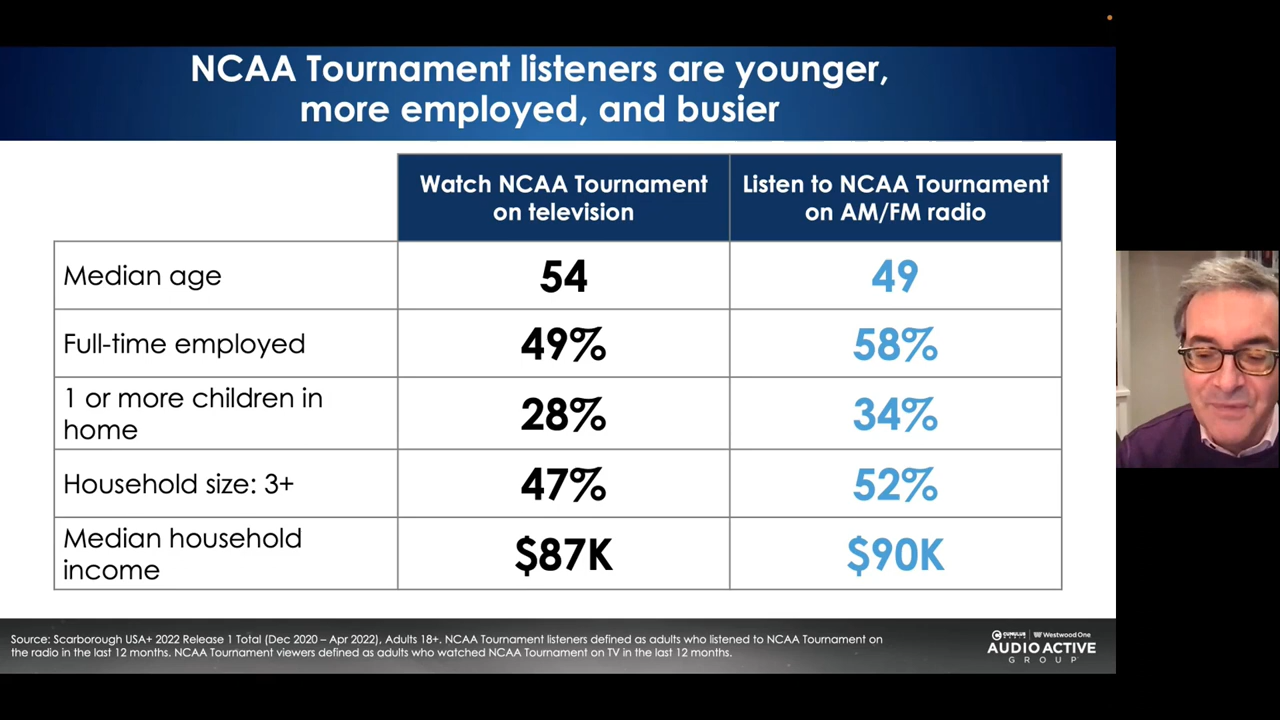 NCAA Tournament listeners are younger,
more employed, and busier
Watch NCAA Tournament
on television
Listen to NCAA Tournament
on AM/FM radio
Median age
54
49
Full-time employed
49%
58%
1 or more children in
home
28%
34%
Household size: 3+
47%
52%
Median household
income
$87K
$90K
Source: Scarborough USA+ 2022 Release 1 Total (Dec 2020 – Apr 2022), Adults 18+. NCAA Tournament listeners defined as adults who listened to NCAA Tournament on
the radio in the last 12 months. NCAA Tournament viewers defined as adults who watched NCAA Tournament on TV in the last 12 months.
CUMULUS MEDIA | Westwood One
AUDIO ACTIVE
GROUP